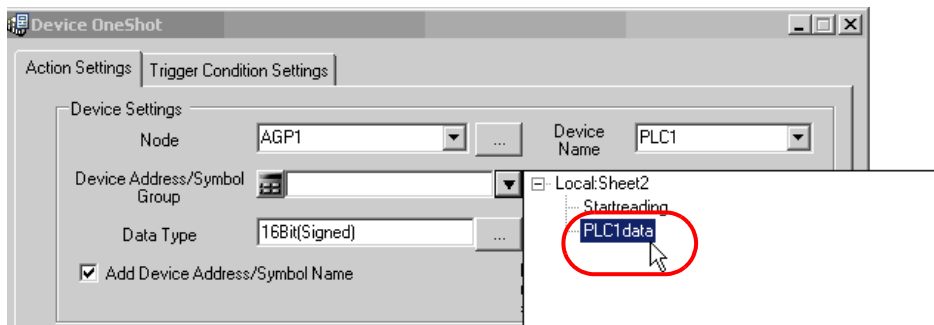 Device OneShot
Action Settings
Trigger Condition Settings
Device Settings
Node
AGP1
...
Device
Name
PLC1
Device Address/Symbol
Group
Local:Sheet2
Startreading
PLC1data
Data Type
16Bit(Signed)
...
Add Device Address/Symbol Name